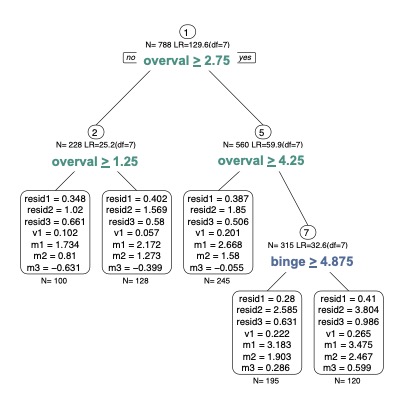 1
N= 788 LR=129.6(df=7)
no
yes
overval ≥ 2.75
2
N= 228 LR=25.2(df=7)
overval ≥ 1.25
5
N= 560 LR=59.9(df=7)
overval ≥ 4.25
resid1 = 0.348
resid2 = 1.02
resid3 = 0.661
v1 = 0.102
m1 = 1.734
m2 = 0.81
m3 = −0.631
N= 100
resid1 = 0.402
resid2 = 1.569
resid3 = 0.58
v1 = 0.057
m1 = 2.172
m2 = 1.273
m3 = −0.399
N= 128
resid1 = 0.387
resid2 = 1.85
resid3 = 0.506
v1 = 0.201
m1 = 2.668
m2 = 1.58
m3 = −0.055
N= 245
7
N= 315 LR=32.6(df=7)
binge ≥ 4.875
resid1 = 0.28
resid2 = 2.585
resid3 = 0.631
v1 = 0.222
m1 = 3.183
m2 = 1.903
m3 = 0.286
N= 195
resid1 = 0.41
resid2 = 3.804
resid3 = 0.986
v1 = 0.265
m1 = 3.475
m2 = 2.467
m3 = 0.599
N= 120